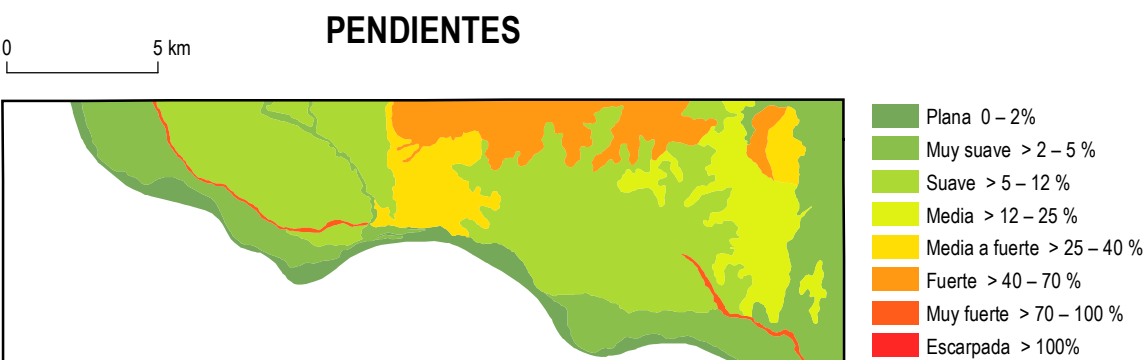 PENDIENTES
0 5 km
Plana 0 – 2%
Muy suave > 2 – 5 %
Suave > 5 – 12 %
Media > 12 – 25 %
Media a fuerte > 25 – 40 %
Fuerte > 40 – 70 %
Muy fuerte > 70 – 100 %
Escarpada > 100%